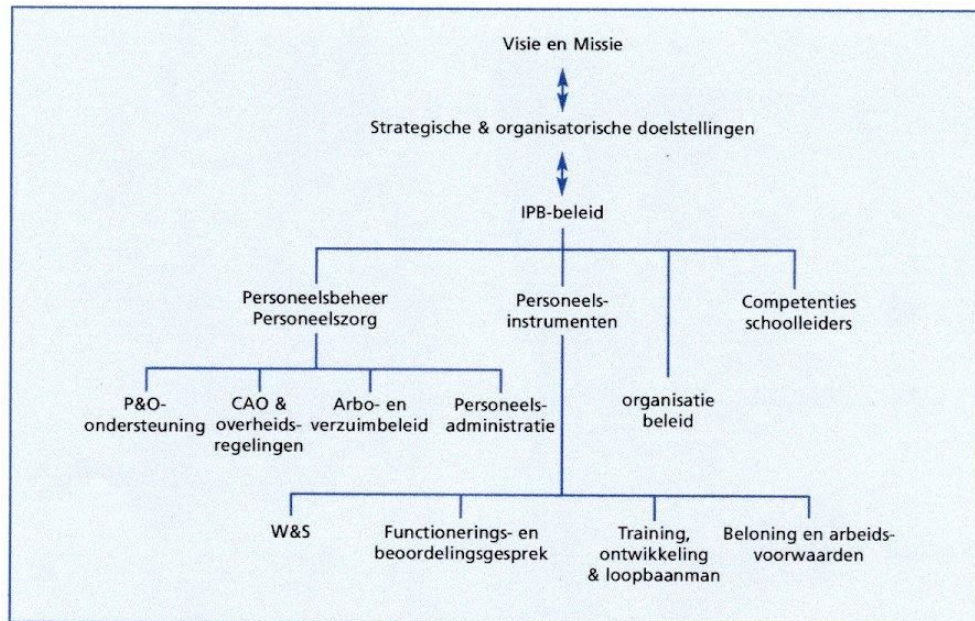 Visie en Missie
Strategische & organisatorische doelstellingen
IPB-beleid
Personeelsbeheer
Personeelszorg
Personeels-
instrumenten
Competenties
schoolleiders
P&O-
ondersteuning
CAO &
overheids-
regelingen
Arbo- en
verzuimbeleid
Personeels-
administratie
organisatie
beleid
W&S
Functionerings- en
beoordelingsgesprek
Training,
ontwikkeling
& loopbaanman
Beloning en arbeids-
voorwaarden